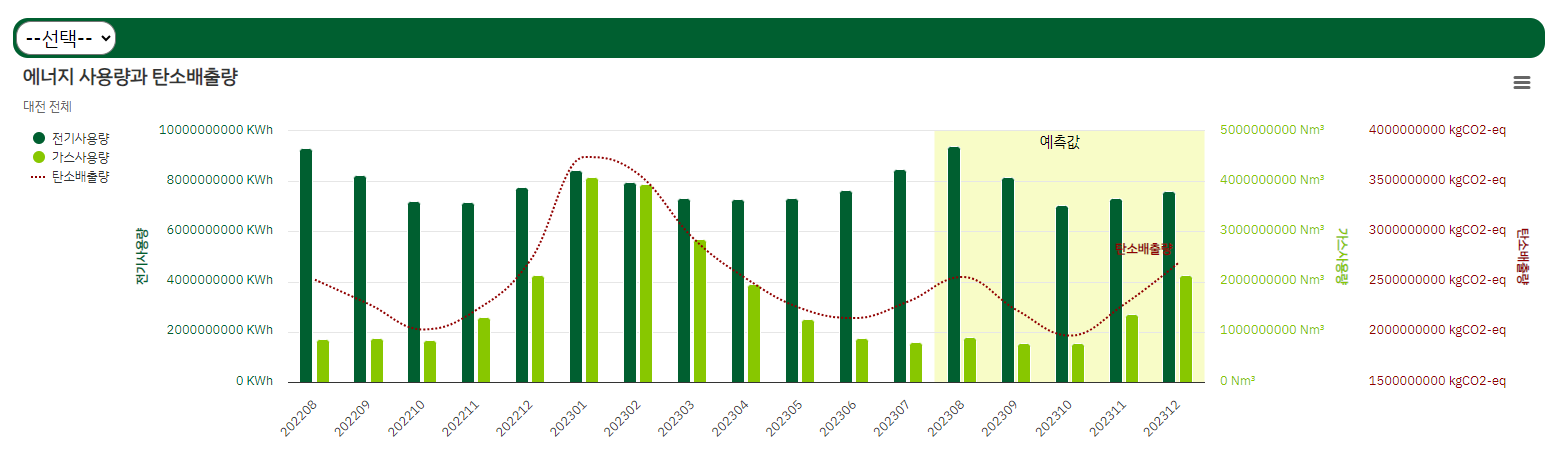 --선택--
에너지 사용량과 탄소배출량
대전 전체
전기사용량
가스사용량
탄소배출량
전기사용량
10000000000 KWh
8000000000 KWh
6000000000 KWh
4000000000 KWh
2000000000 KWh
0 KWh
예측값
탄소배출량
5000000000 Nm³
4000000000 Nm³
3000000000 Nm³
2000000000 Nm³
1000000000 Nm³
0 Nm³
가스사용량
4000000000 kgCO2-eq
3500000000 kgCO2-eq
3000000000 kgCO2-eq
2500000000 kgCO2-eq
2000000000 kgCO2-eq
1500000000 kgCO2-eq
탄소배출량
202208
202209
202210
202211
202212
202301
202302
202303
202304
202305
202306
202307
202308
202309
202310
202311
202312